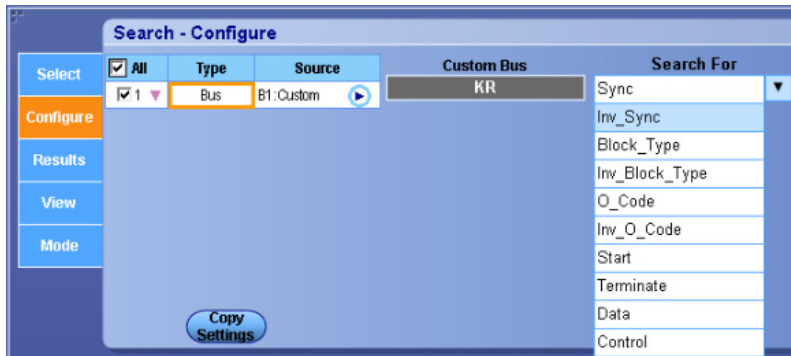 Search - Configure
Select
Configure
Results
View
Mode
All Type Source
1 Bus B1:Custom
Copy
Settings
Custom Bus
KR
Search For
Sync
Inv_Sync
Block_Type
Inv_Block_Type
O_Code
Inv_O_Code
Start
Terminate
Data
Control